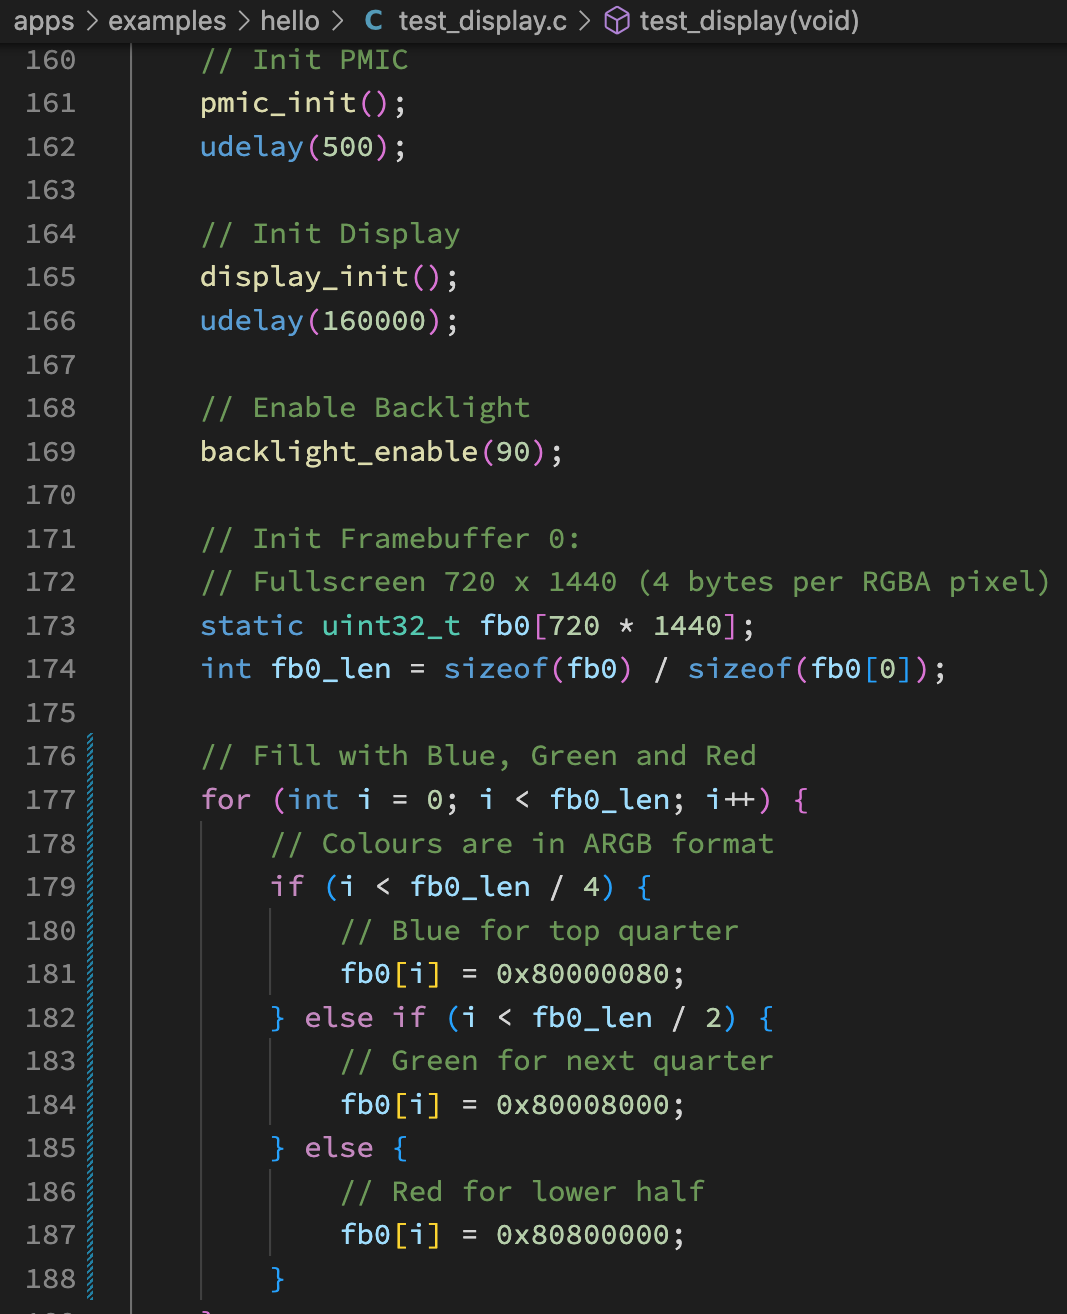 apps > examples > hello > C test_display.c > test_display(void)
160 // Init PMIC
161 pmic_init();
162 udelay(500);
163
164 // Init Display
165 display_init();
166 udelay(160000);
167
168 // Enable Backlight
169 backlight_enable(90);
170
171 // Init Framebuffer 0:
172 // Fullscreen 720 x 1440 (4 bytes per RGBA pixel)
173 static uint32_t fb0[720 * 1440];
174 int fb0_len = sizeof(fb0) / sizeof(fb0[0]);
175
176 // Fill with Blue, Green and Red
177 for (int i = 0; i < fb0_len; i++) {
178 // Colours are in ARGB format
179 if (i < fb0_len / 4) {
180 // Blue for top quarter
181 fb0[i] = 0x80000080;
182 } else if (i < fb0_len / 2) {
183 // Green for next quarter
184 fb0[i] = 0x80008000;
185 } else {
186 // Red for lower half
187 fb0[i] = 0x80800000;
188 }